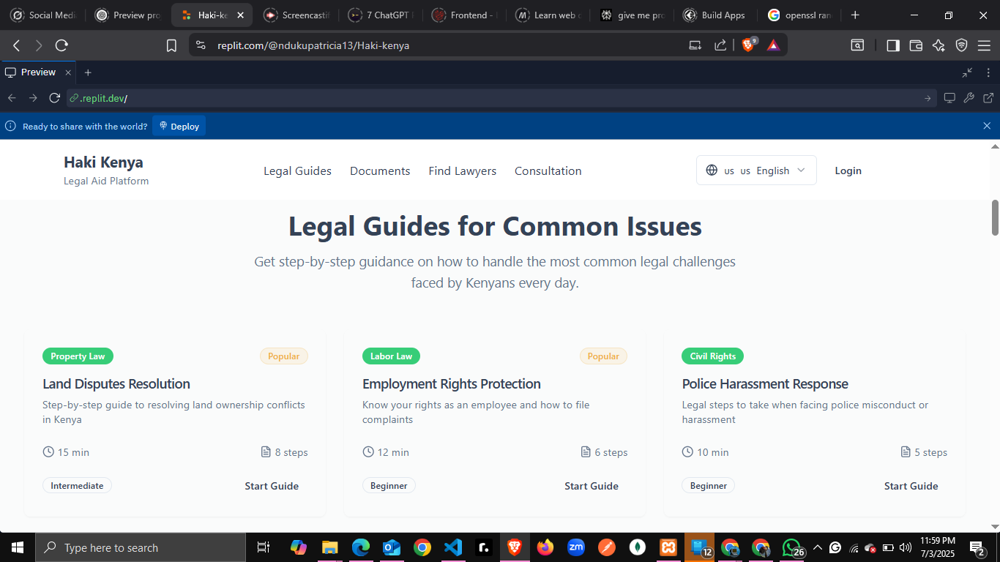 Social Medi
Preview pro
Haki-ke
Screencastif
7 ChatGPT
Frontend -
Learn web c
give me pro
Build Apps
openssl ran
replit.com/@ndukupatricia13/Haki-kenya
9
Preview
.replit.dev/
Ready to share with the world?
Deploy
Haki Kenya
Legal Aid Platform
Legal Guides
Documents
Find Lawyers
Consultation
us us English
Login
Legal Guides for Common Issues
Get step-by-step guidance on how to handle the most common legal challenges
faced by Kenyans every day.
Property Law
Popular
Land Disputes Resolution
Step-by-step guide to resolving land ownership conflicts
in Kenya
15 min
8 steps
Intermediate
Start Guide
Labor Law
Popular
Employment Rights Protection
Know your rights as an employee and how to file
complaints
12 min
6 steps
Beginner
Start Guide
Civil Rights
Police Harassment Response
Legal steps to take when facing police misconduct or
harassment
10 min
5 steps
Beginner
Start Guide
Type here to search
r.
zm
12
26
11:59 PM
7/3/2025
2